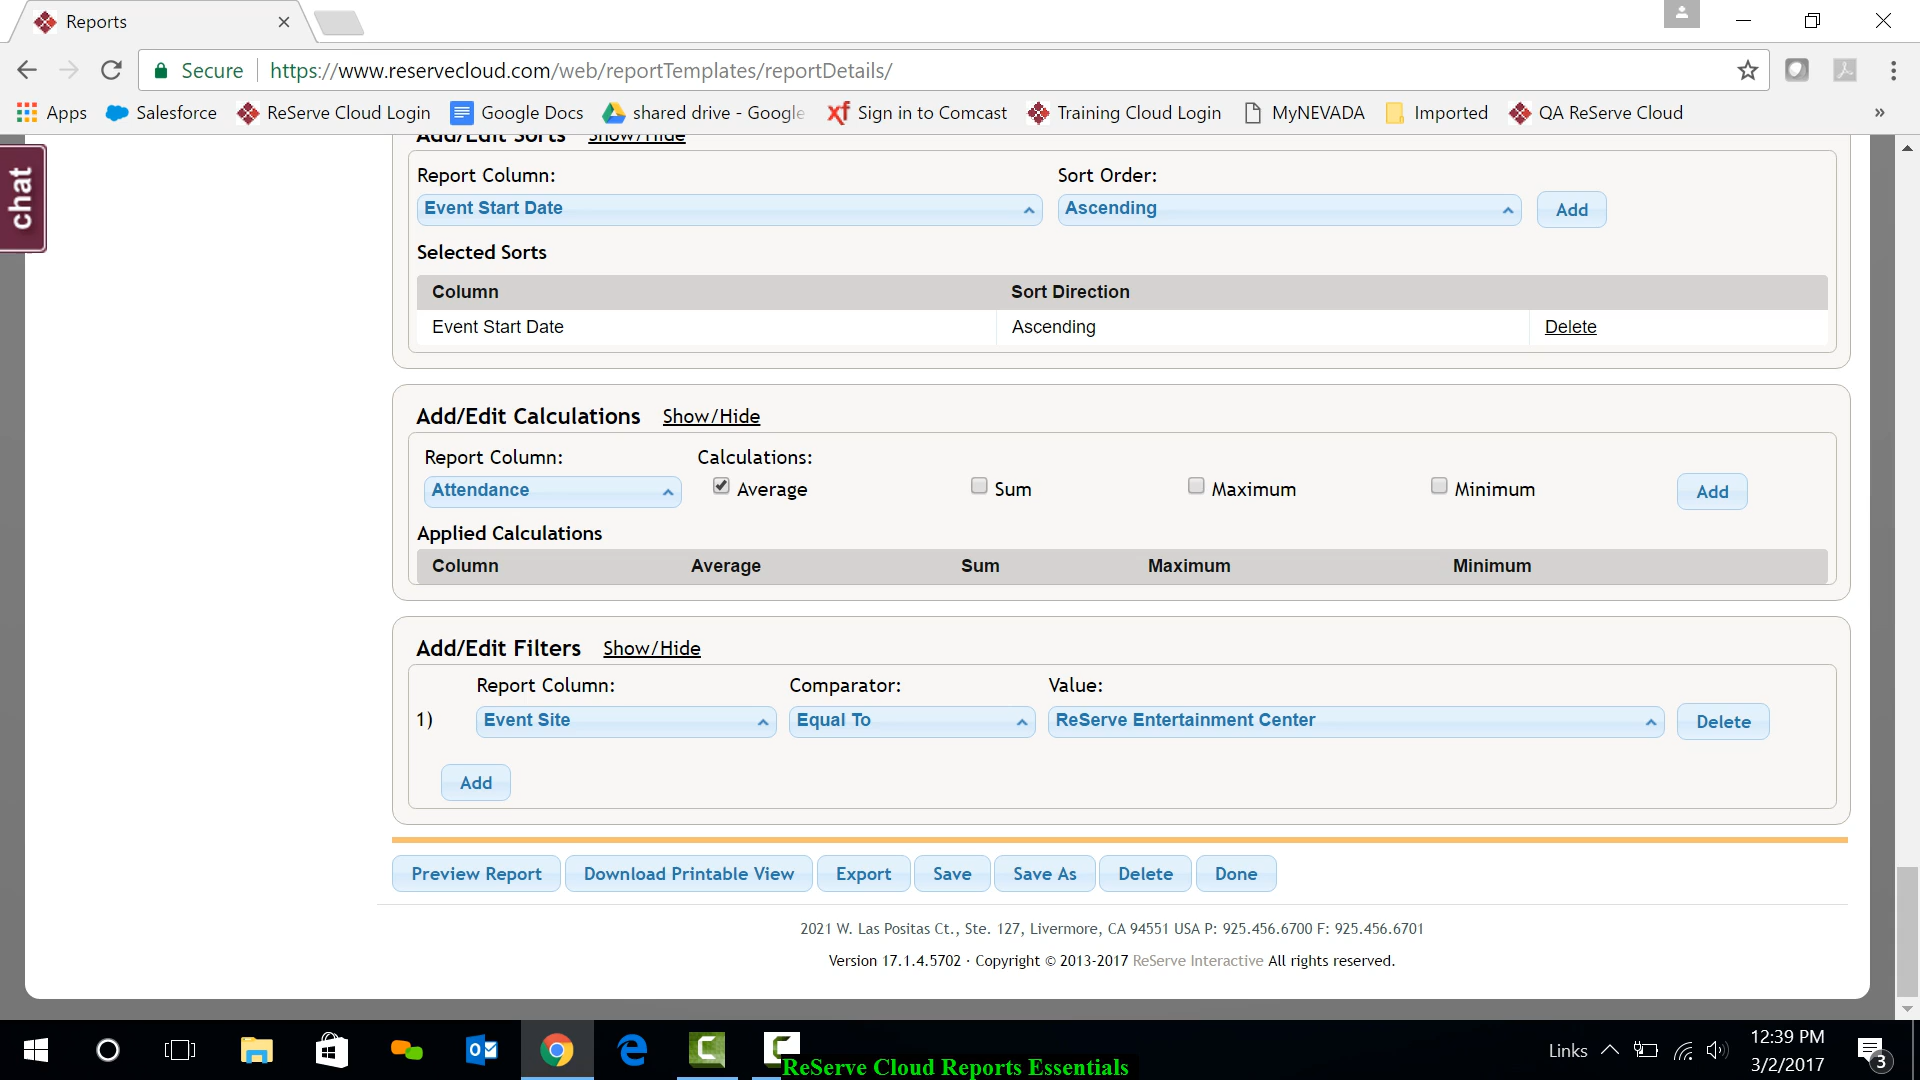 Reports
Secure
https://www.reservecloud.com/web/reportTemplates/reportDetails/
Apps Salesforce ReServe Cloud Login Google Docs shared drive - Google Sign in to Comcast Training Cloud Login MyNEVADA Imported QA ReServe Cloud »
chat
Add/Edit Sorts Show/Hide
Report Column: Sort Order:
Event Start Date Ascending Add
Selected Sorts
Column Sort Direction
Event Start Date Ascending Delete
Add/Edit Calculations Show/Hide
Report Column: Calculations:
Attendance Average Sum Maximum Minimum Add
Applied Calculations
Column Average Sum Maximum Minimum
Add/Edit Filters Show/Hide
Report Column: Comparator: Value:
1) Event Site Equal To ReServe Entertainment Center Delete
Add
Preview Report Download Printable View Export Save Save As Delete Done
2021 W. Las Positas Ct., Ste. 127, Livermore, CA 94551 USA P: 925.456.6700 F: 925.456.6701
Version 17.1.4.5702 · Copyright © 2013-2017 ReServe Interactive All rights reserved.
Links 12:39 PM
3/2/2017 3
ReServe Cloud Reports Essentials